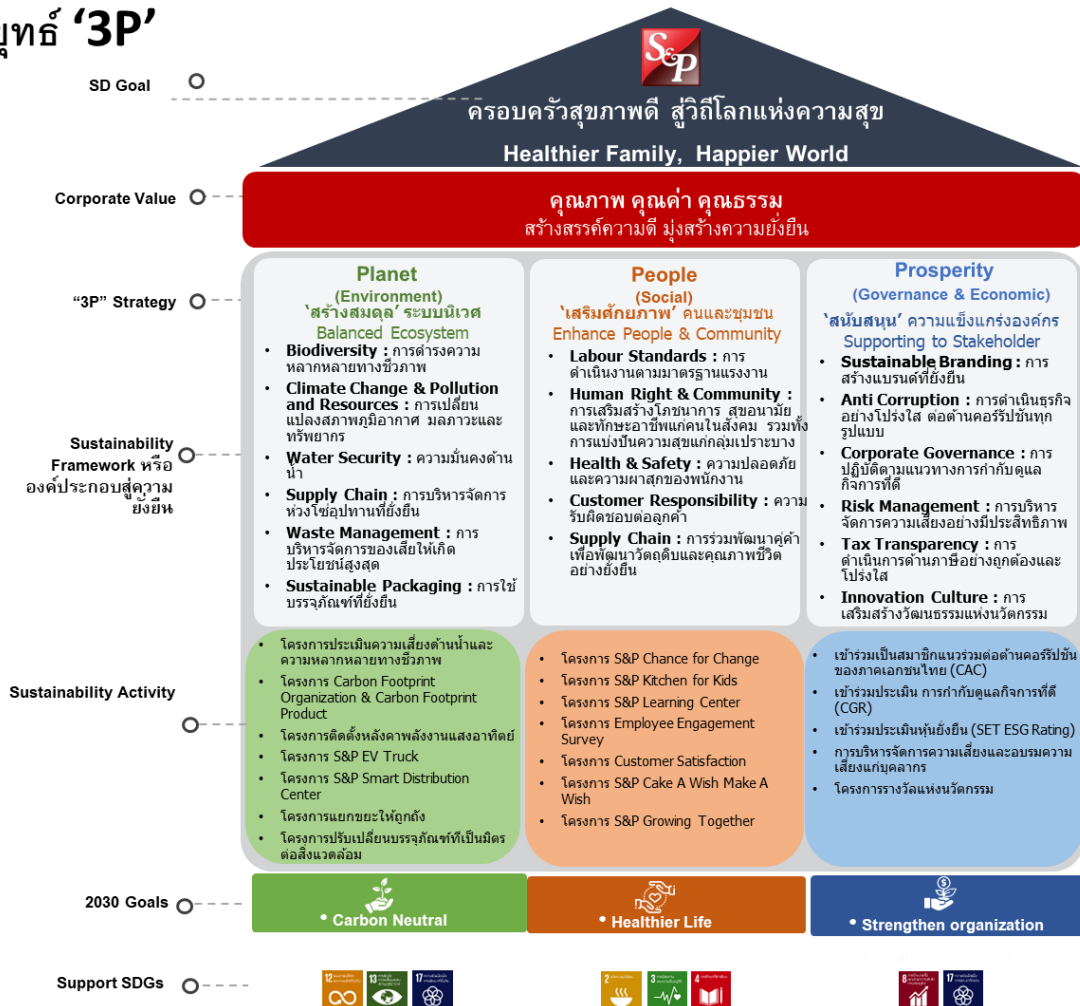 ยุทธ์ ‘3P’
SD Goal
S&P
ครอบครัวสุขภาพดี สู่วิถีโลกแห่งความสุข
Healthier Family, Happier World
Corporate Value
คุณภาพ คุณค่า คุณธรรม
สร้างสรรค์ความดี มุ่งสร้างความยั่งยืน
“3P” Strategy
Planet
(Environment)
‘สร้างสมดุล’ ระบบนิเวศ
Balanced Ecosystem
People
(Social)
‘เสริมศักยภาพ’ คนและชุมชน
Enhance People & Community
Prosperity
(Governance & Economic)
‘สนับสนุน’ ความแข็งแกร่งองค์กร
Supporting to Stakeholder
Sustainability
Framework หรือ
องค์ประกอบสู่ความ
ยั่งยืน
• Biodiversity : การดำรงความ
หลากหลายทางชีวภาพ
• Climate Change & Pollution
and Resources : การเปลี่ยน
แปลงสภาพภูมิอากาศ มลภาวะและ
ทรัพยากร
• Water Security : ความมั่นคงด้าน
น้ำ
• Supply Chain : การบริหารจัดการ
ห่วงโซ่อุปทานที่ยั่งยืน
• Waste Management : การ
บริหารจัดการของเสียให้เกิด
ประโยชน์สูงสุด
• Sustainable Packaging : การใช้
บรรจุภัณฑ์ที่ยั่งยืน
• Labour Standards : การ
ดำเนินงานตามมาตรฐานแรงงาน
• Human Right & Community :
การเสริมสร้างโภชนาการ สุขอนามัย
และทักษะอาชีพแก่คนในสังคม รวมทั้ง
การแบ่งปันความสุขแก่กลุ่มเปราะบาง
• Health & Safety : ความปลอดภัย
และความผาสุกของพนักงาน
• Customer Responsibility : ความ
รับผิดชอบต่อลูกค้า
• Supply Chain : การร่วมพัฒนาคู่ค้า
เพื่อพัฒนาวัตถุดิบและคุณภาพชีวิต
อย่างยั่งยืน
• Sustainable Branding : การ
สร้างแบรนด์ที่ยั่งยืน
• Anti Corruption : การดำเนินธุรกิจ
อย่างโปร่งใส ต่อต้านคอร์รัปชันทุก
รูปแบบ
• Corporate Governance : การ
ปฏิบัติตามแนวทางการกำกับดูแล
กิจการที่ดี
• Risk Management : การบริหาร
จัดการความเสี่ยงอย่างมีประสิทธิภาพ
• Tax Transparency : การ
ดำเนินการด้านภาษีอย่างถูกต้องและ
โปร่งใส
• Innovation Culture : การ
เสริมสร้างวัฒนธรรมแห่งนวัตกรรม
Sustainability Activity
• โครงการประเมินความเสี่ยงด้านน้ำและ
ความหลากหลายทางชีวภาพ
• โครงการ Carbon Footprint
Organization & Carbon Footprint
Product
• โครงการติดตั้งหลังคาพลังงานแสงอาทิตย์
• โครงการ S&P EV Truck
• โครงการ S&P Smart Distribution
Center
• โครงการแยกขยะให้ถูกถัง
• โครงการปรับเปลี่ยนบรรจุภัณฑ์ที่เป็นมิตร
ต่อสิ่งแวดล้อม
• โครงการ S&P Chance for Change
• โครงการ S&P Kitchen for Kids
• โครงการ S&P Learning Center
• โครงการ Employee Engagement
Survey
• โครงการ Customer Satisfaction
• โครงการ S&P Cake A Wish Make A
Wish
• โครงการ S&P Growing Together
• เข้าร่วมเป็นสมาชิกแนวร่วมต่อต้านคอร์รัปชัน
ของภาคเอกชนไทย (CAC)
• เข้าร่วมประเมิน การกำกับดูแลกิจการที่ดี
(CGR)
• เข้าร่วมประเมินหุ้นยั่งยืน (SET ESG Rating)
• การบริหารจัดการความเสี่ยงและอบรมความ
เสี่ยงแก่บุคลากร
• โครงการรางวัลแห่งนวัตกรรม
2030 Goals
• Carbon Neutral
• Healthier Life
• Strengthen organization
Support SDGs
12
13
17
2
3
4
8
17